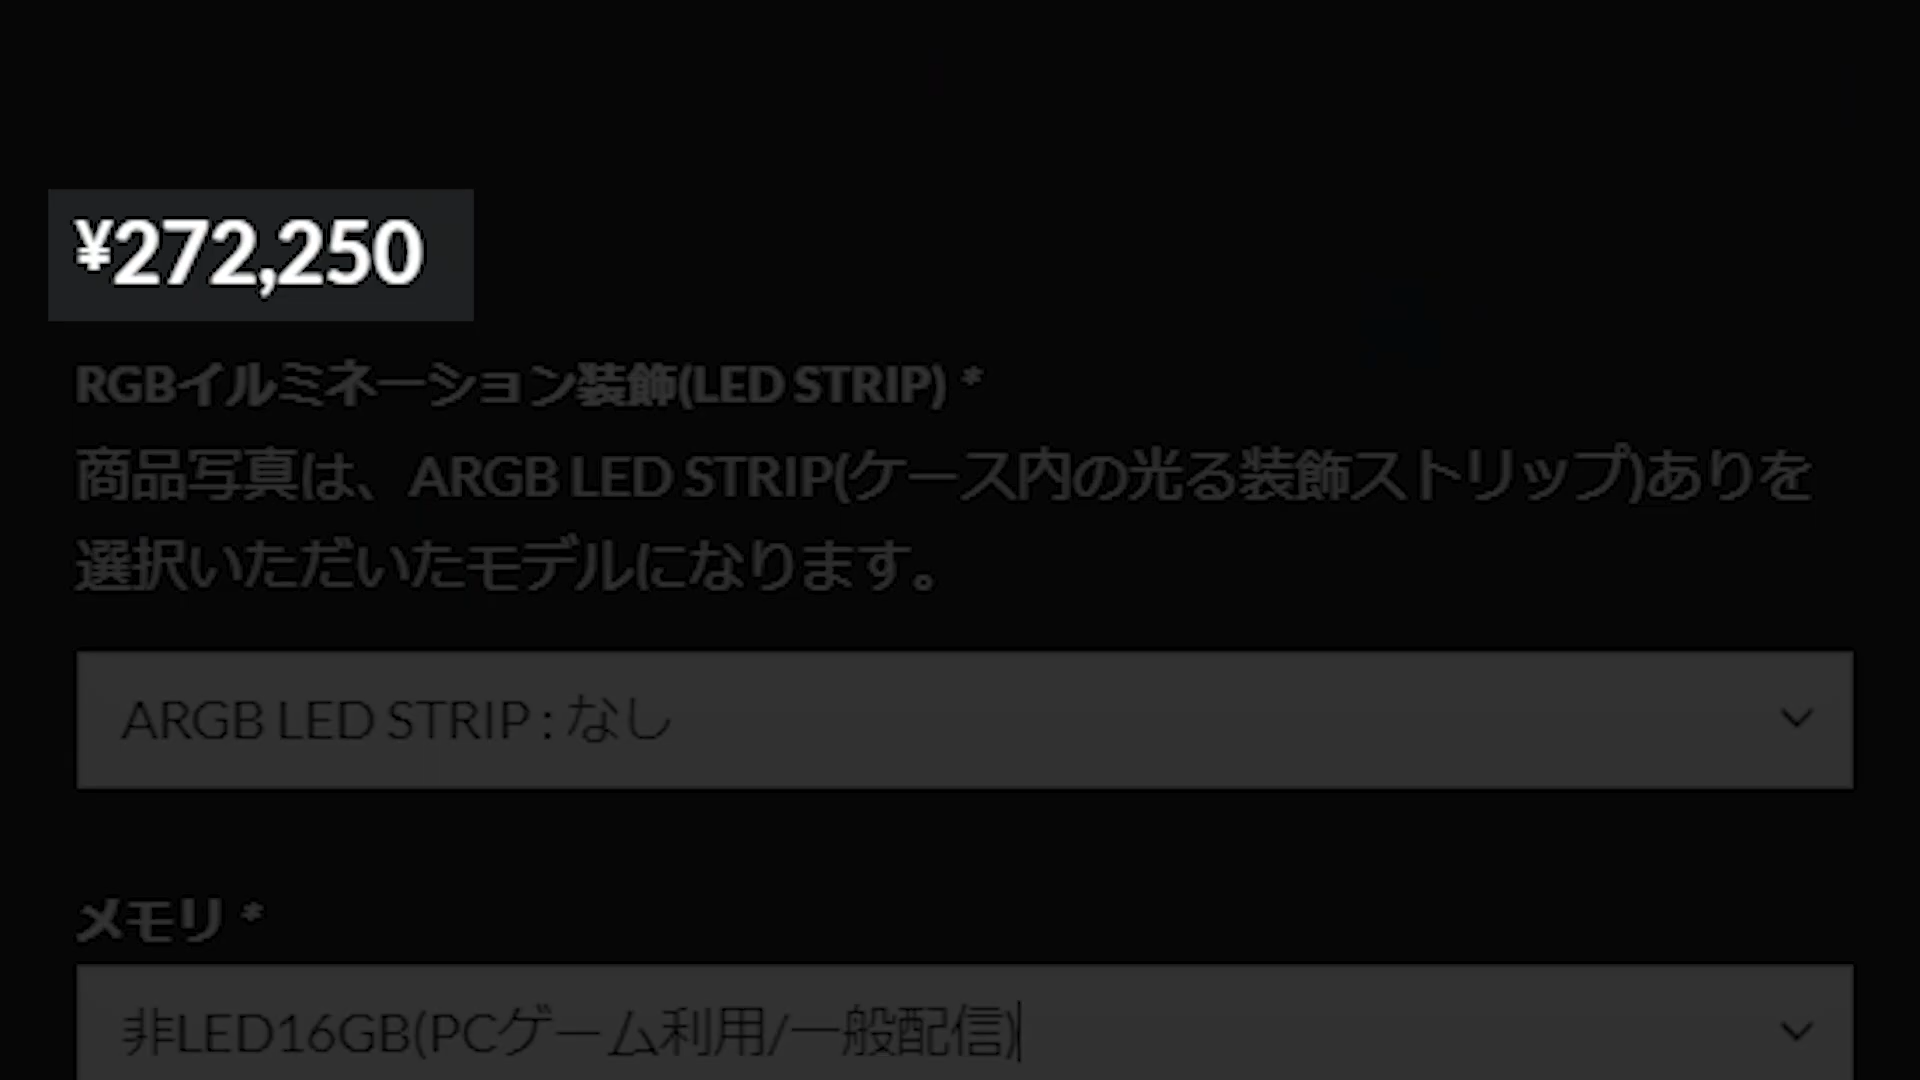 ¥272,250
RGBイルミネーション装飾(LED STRIP) *
商品写真は、ARGB LED STRIP(ケース内の光る装飾ストリップ)ありを
選択いただいたモデルになります。
ARGB LED STRIP : なし
メモリ *
非LED16GB(PCゲーム利用/一般配信)